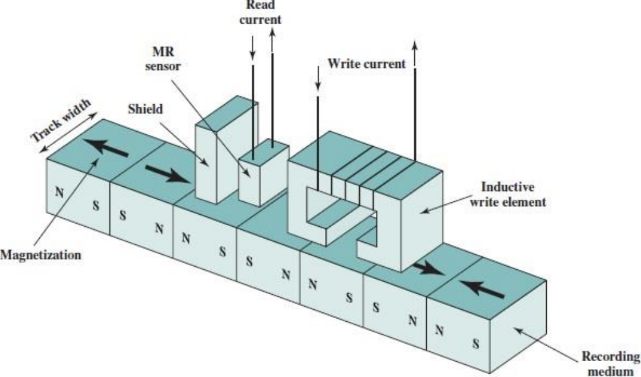 Read
current
MR
sensor
Write current
Shield
Track width
Inductive
write element
Magnetization
N S S N N S S N N S S N N S
Recording
medium